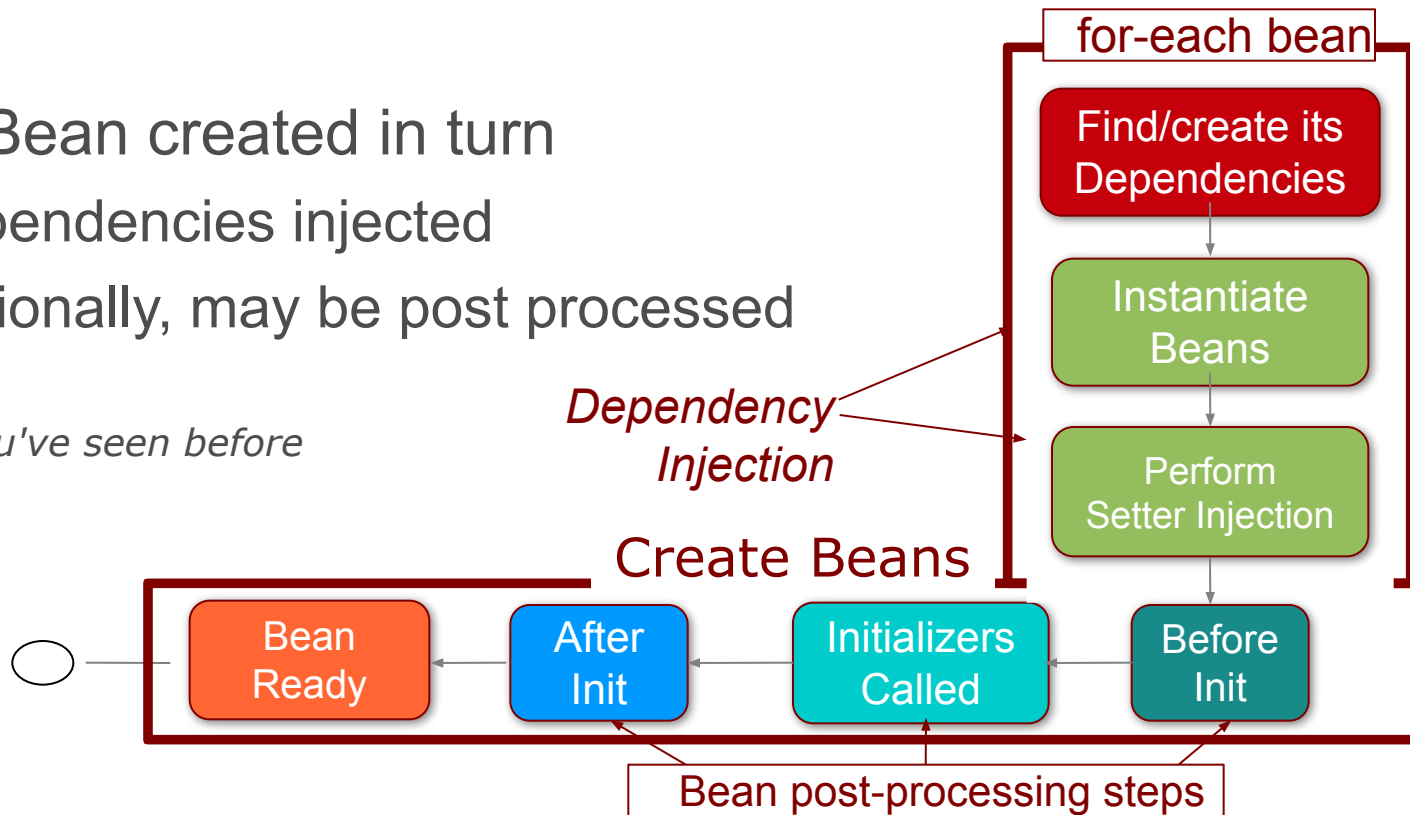 for-each bean
Bean created in turn
pendencies injected
ionally, may be post processed
u've seen before
Find/create its
Dependencies
Instantiate
Beans
Dependency
Injection
Perform
Setter Injection
Create Beans
Bean
Ready
After
Init
Initializers
Called
Before
Init
Bean post-processing steps